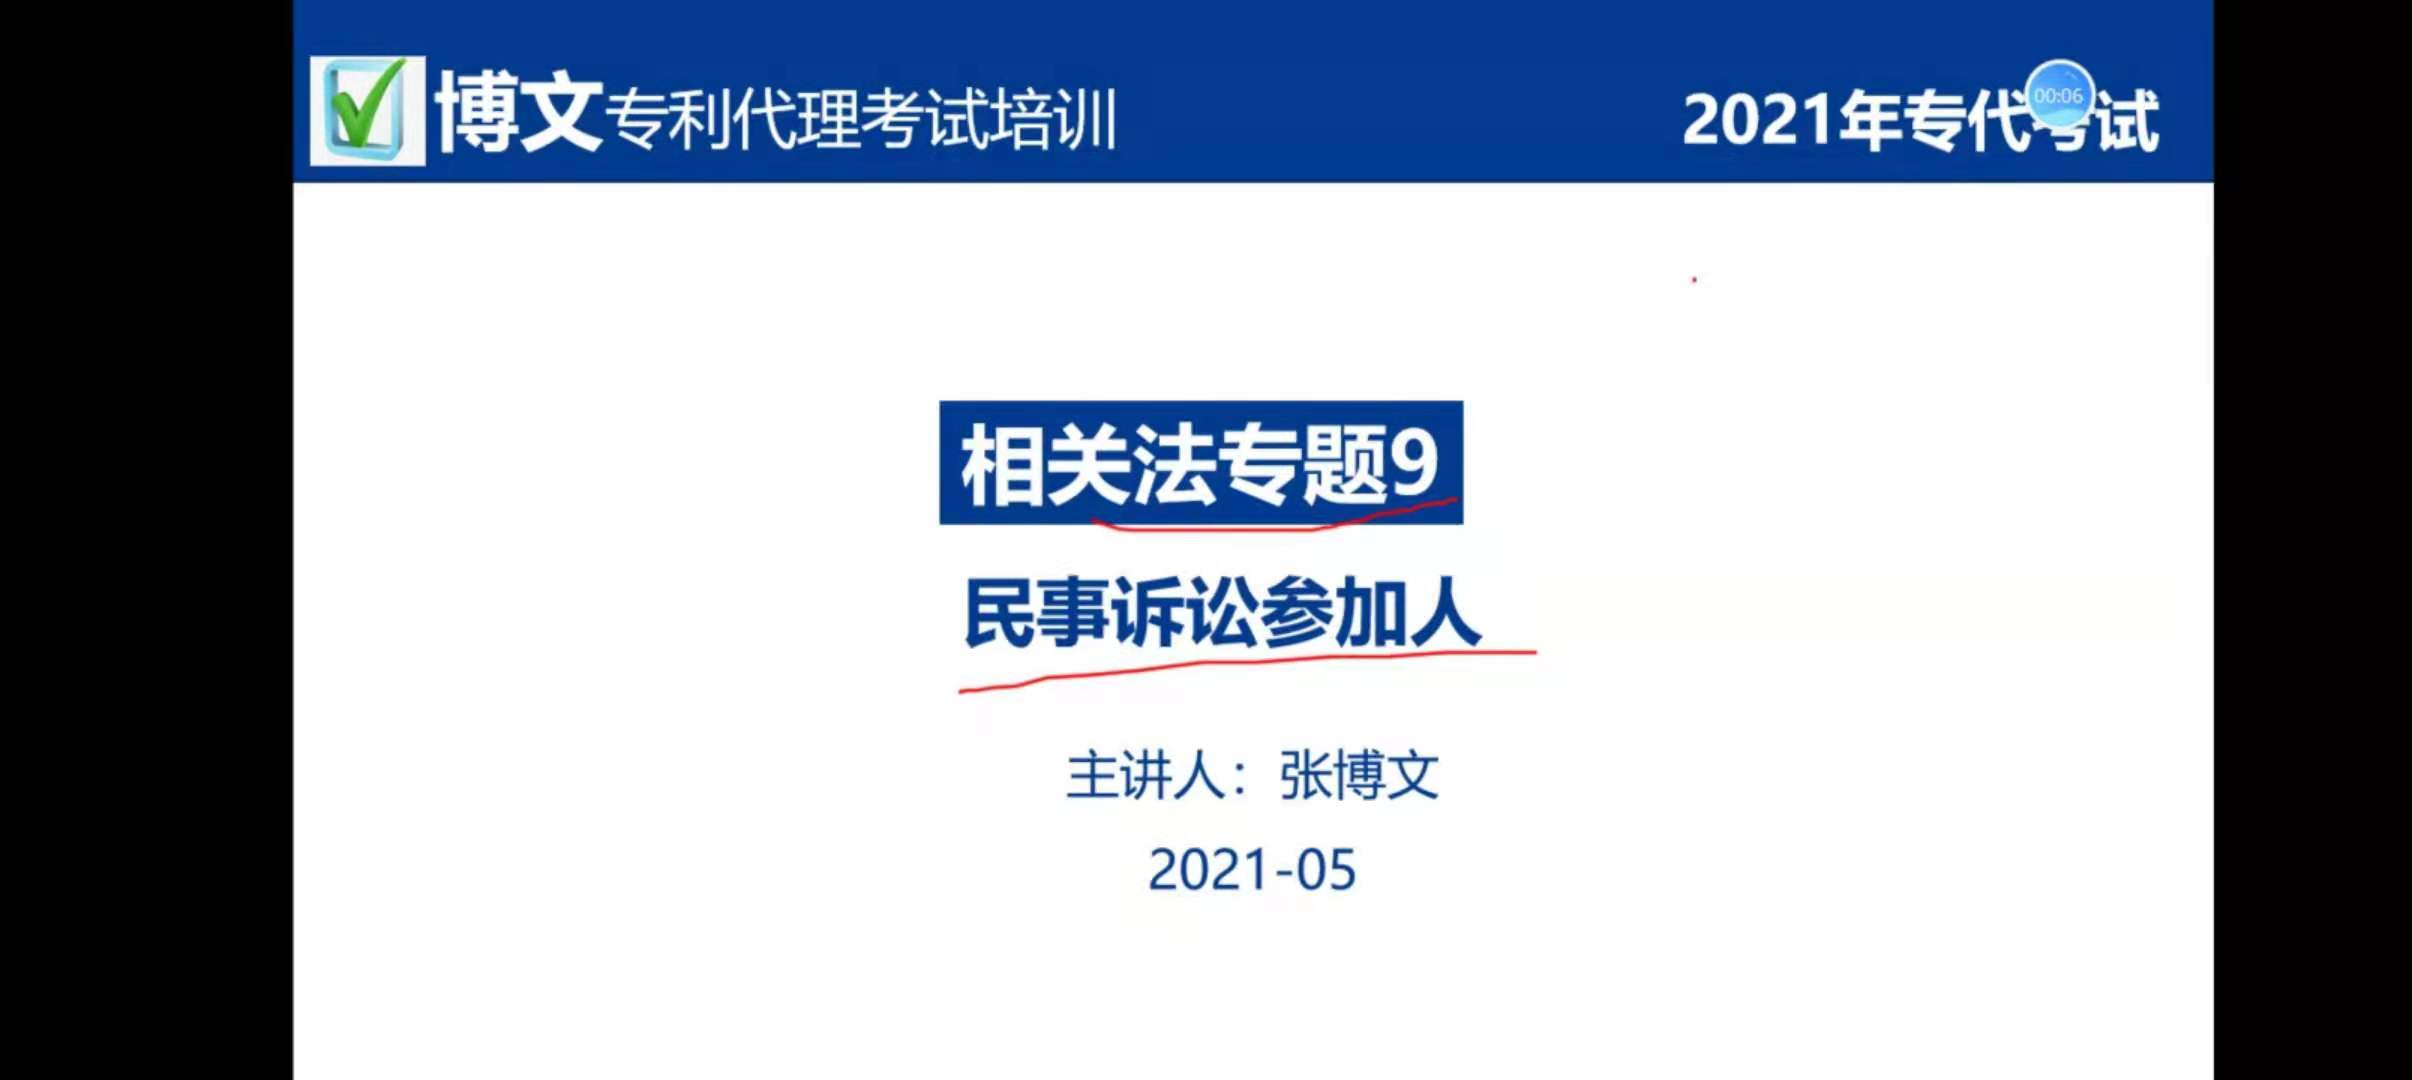 博文专利代理考试培训
2021年专代考试
00:06
相关法专题9
民事诉讼参加人
主讲人：张博文
2021-05